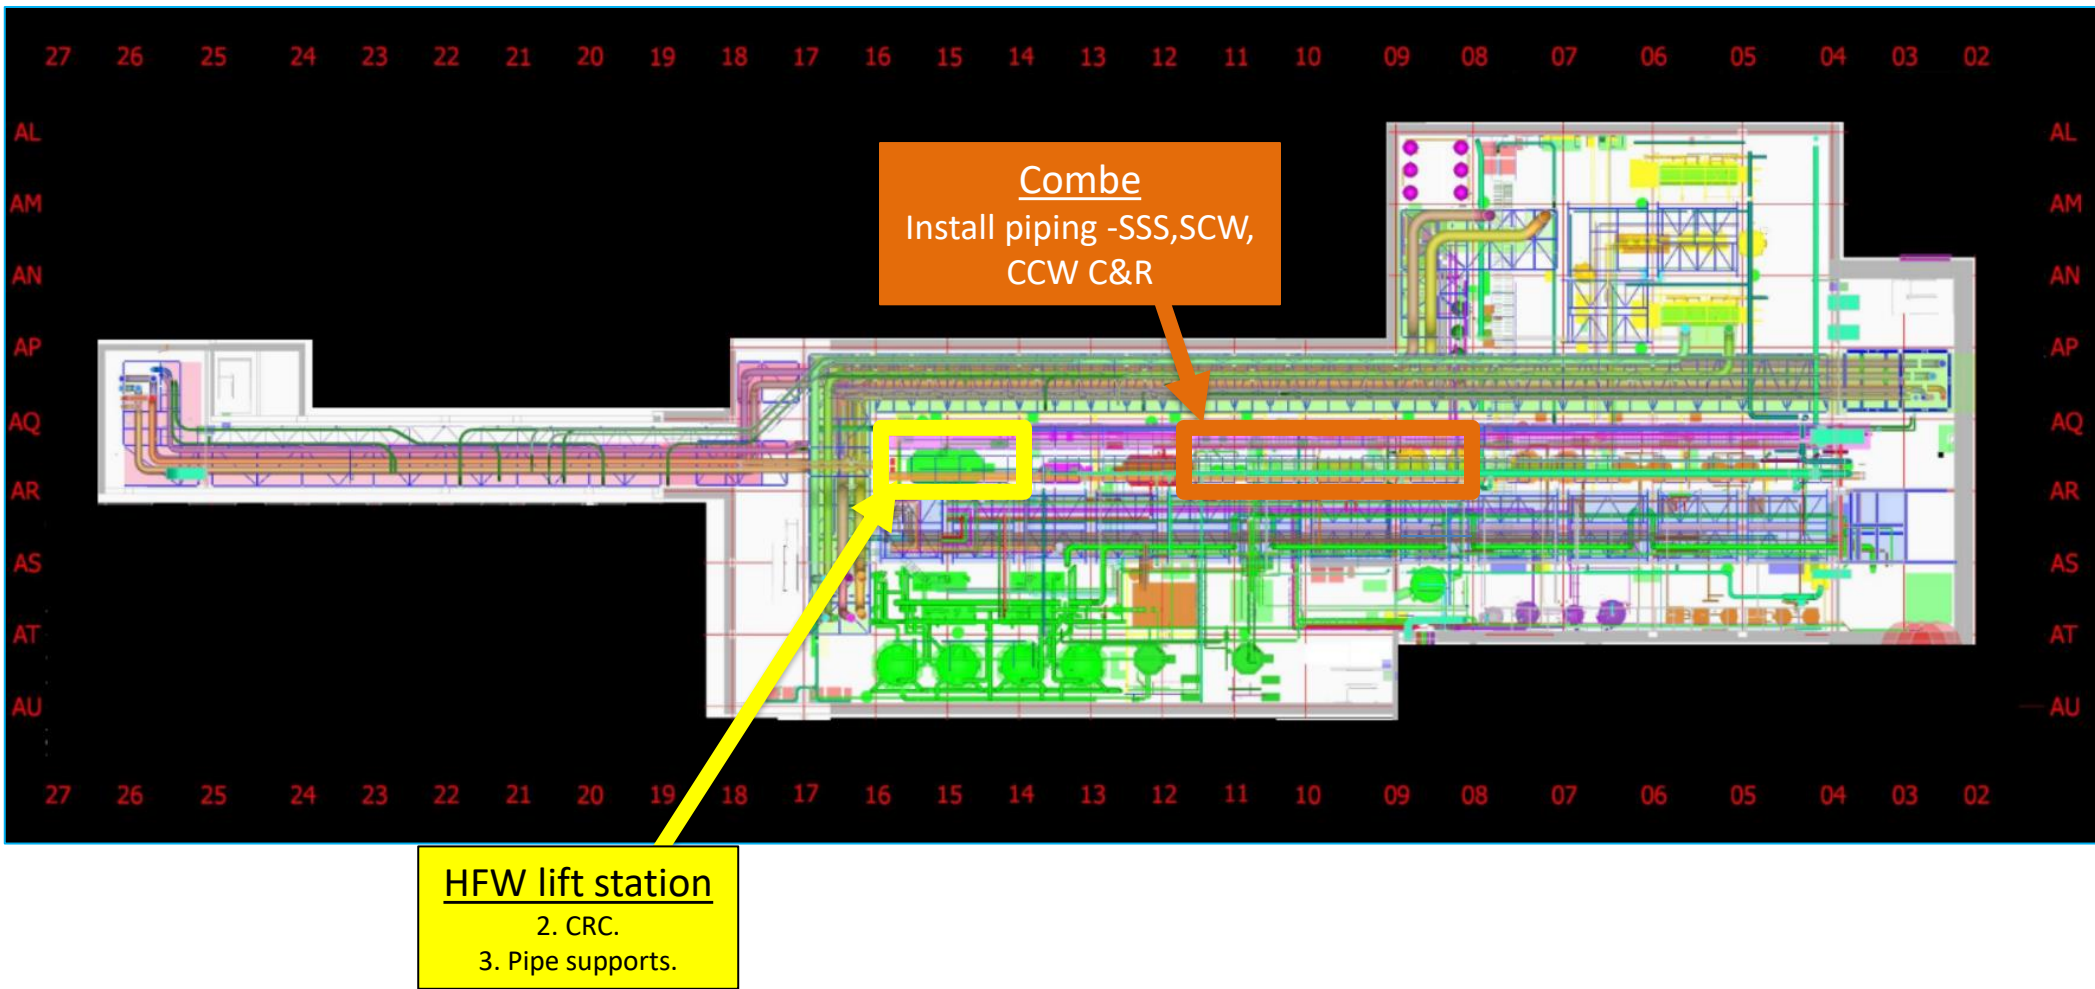 27 26 25 24 23 22 21 20 19 18 17 16 15 14 13 12 11 10 09 08 07 06 05 04 03 02
AL AL
Combe
AM AM
Install piping -SSS,SCW,
CCW C&R
AN AN
AP AP
AQ AQ
AR AR
AS AS
AT AT
AU AU
27 26 25 24 23 22 21 20 19 18 17 16 15 14 13 12 11 10 09 08 07 06 05 04 03 02
HFW lift station
2. CRC.
3. Pipe supports.